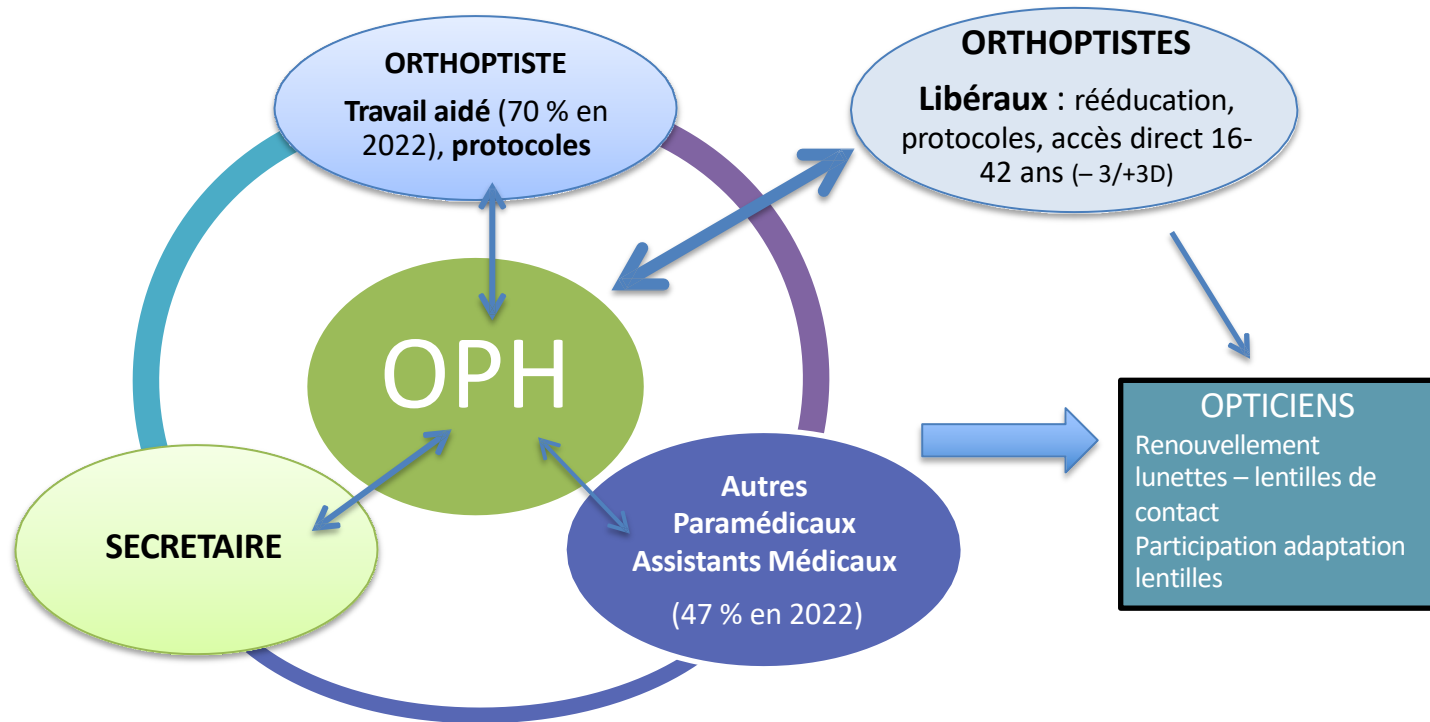 ORTHOPTISTE
Travail aidé (70 % en
2022), protocoles
ORTHOPTISTES
Libéraux : rééducation,
protocoles, accès direct 16-
42 ans (– 3/+3D)
OPH
SECRETAIRE
Autres
Paramédicaux
Assistants Médicaux
(47 % en 2022)
OPTICIENS
Renouvellement
lunettes – lentilles de
contact
Participation adaptation
lentilles